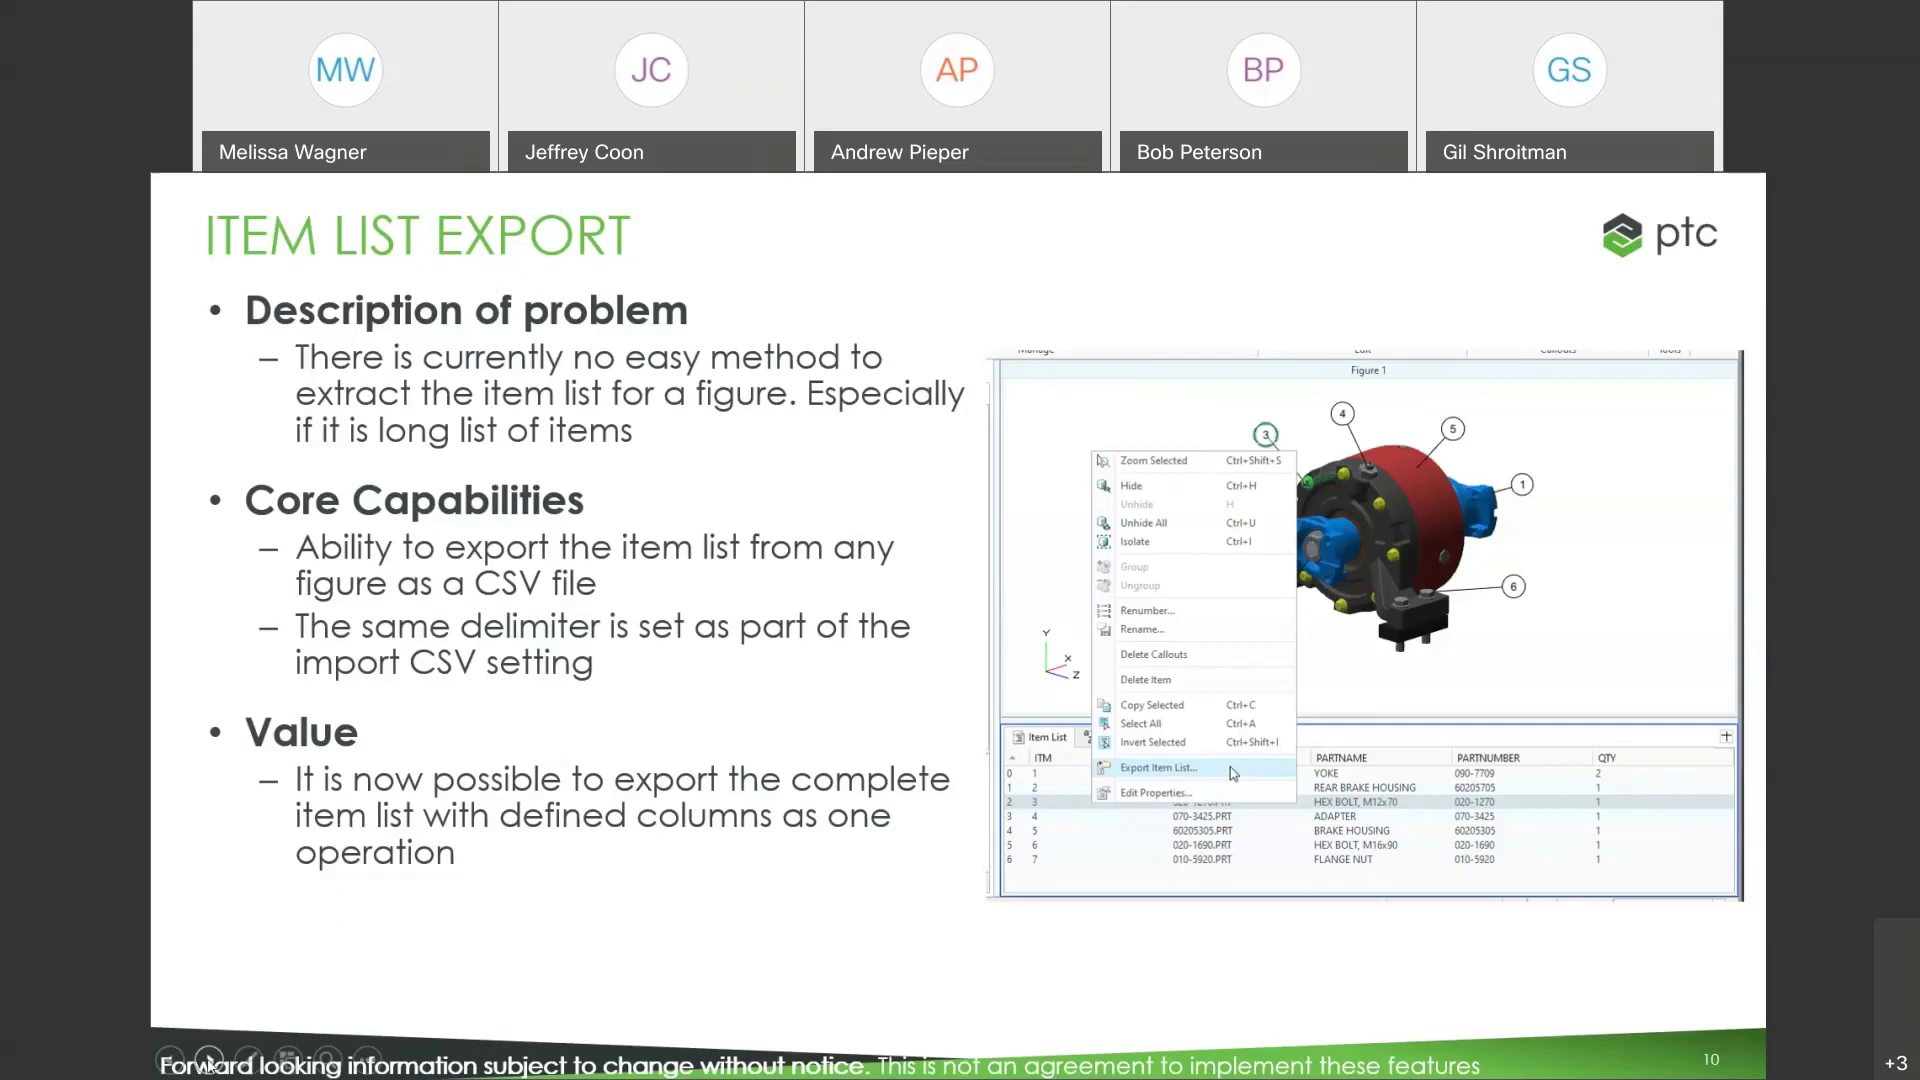 MW
JC
AP
BP
GS
Melissa Wagner
Jeffrey Coon
Andrew Pieper
Bob Peterson
Gil Shroitman
ITEM LIST EXPORT
ptc
• Description of problem
– There is currently no easy method to
extract the item list for a figure. Especially
if it is long list of items
• Core Capabilities
– Ability to export the item list from any
figure as a CSV file
– The same delimiter is set as part of the
import CSV setting
• Value
– It is now possible to export the complete
item list with defined columns as one
operation
Manage Edit Callouts Tools
Figure 1
3
4
5
1
6
Y
X
Z
Zoom Selected Ctrl+Shift+S
Hide Ctrl+H
Unhide H
Unhide All Ctrl+U
Isolate Ctrl+I
Group
Ungroup
Renumber...
Rename...
Delete Callouts
Delete Item
Copy Selected Ctrl+C
Select All Ctrl+A
Invert Selected Ctrl+Shift+I
Export Item List...
Edit Properties...
Item List
ITM PARTNAME PARTNUMBER QTY
0 1 YOKE 090-7709 2
1 2 REAR BRAKE HOUSING 60205705 1
2 3 HEX BOLT, M12x70 020-1270 1
3 4 070-3425.PRT ADAPTER 070-3425 1
4 5 60205305.PRT BRAKE HOUSING 60205305 1
5 6 020-1690.PRT HEX BOLT, M16x90 020-1690 1
6 7 010-5920.PRT FLANGE NUT 010-5920 1
Forward looking information subject to change without notice. This is not an agreement to implement these features
10
+3